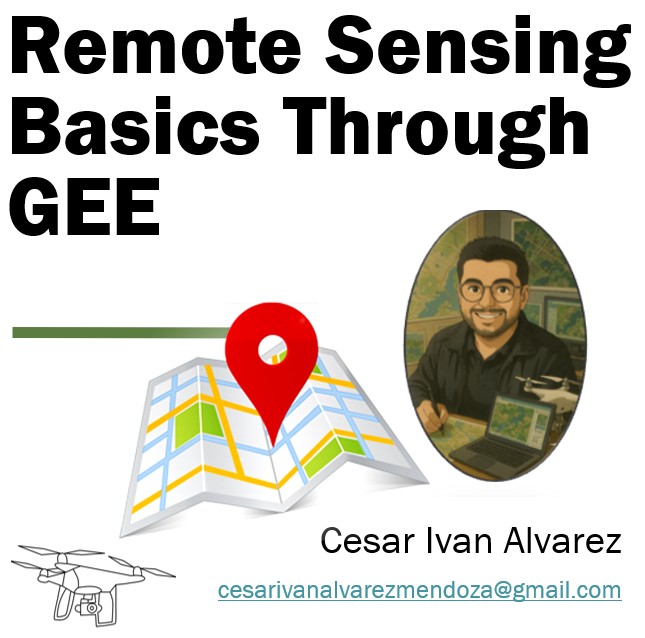 Remote Sensing
Basics Through
GEE
Cesar Ivan Alvarez
cesarivanalvarezmendoza@gmail.com